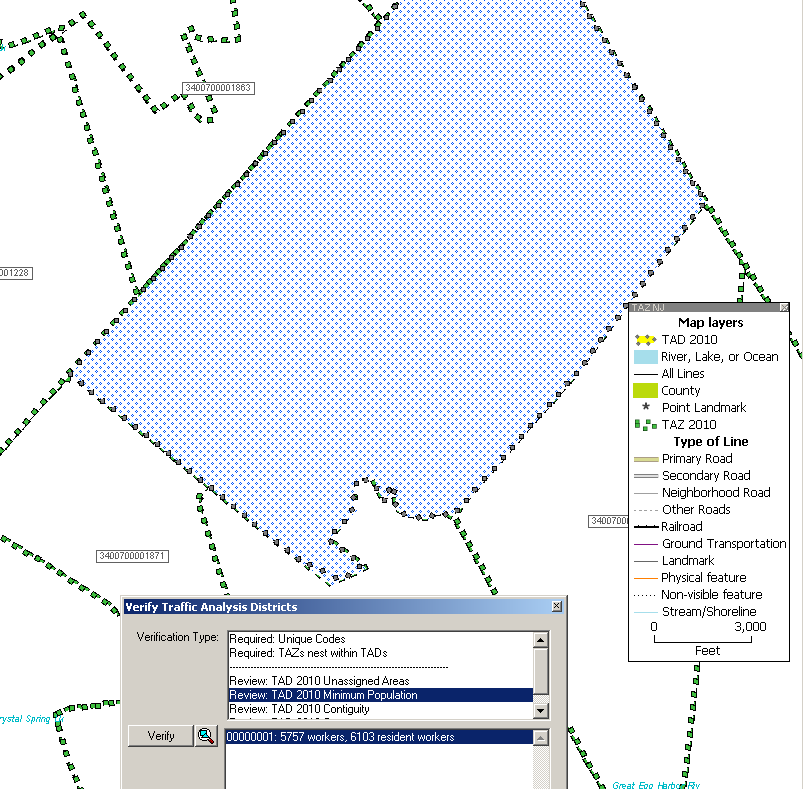 3400700001863
001228
TAZ NJ
Map layers
TAD 2010
River, Lake, or Ocean
All Lines
County
Point Landmark
TAZ 2010
Type of Line
Primary Road
Secondary Road
Neighborhood Road
Other Roads
Railroad
Ground Transportation
Landmark
Physical feature
Non-visible feature
Stream/Shoreline
0 3,000
Feet
340070
3400700001871
Verify Traffic Analysis Districts
Verification Type:
Required: Unique Codes
Required: TAZs nest within TADs
Review: TAD 2010 Unassigned Areas
Review: TAD 2010 Minimum Population
Review: TAD 2010 Contiguity
Verify
00000001: 5757 workers, 6103 resident workers
rystal Spring
Great Egg Harbor Riv